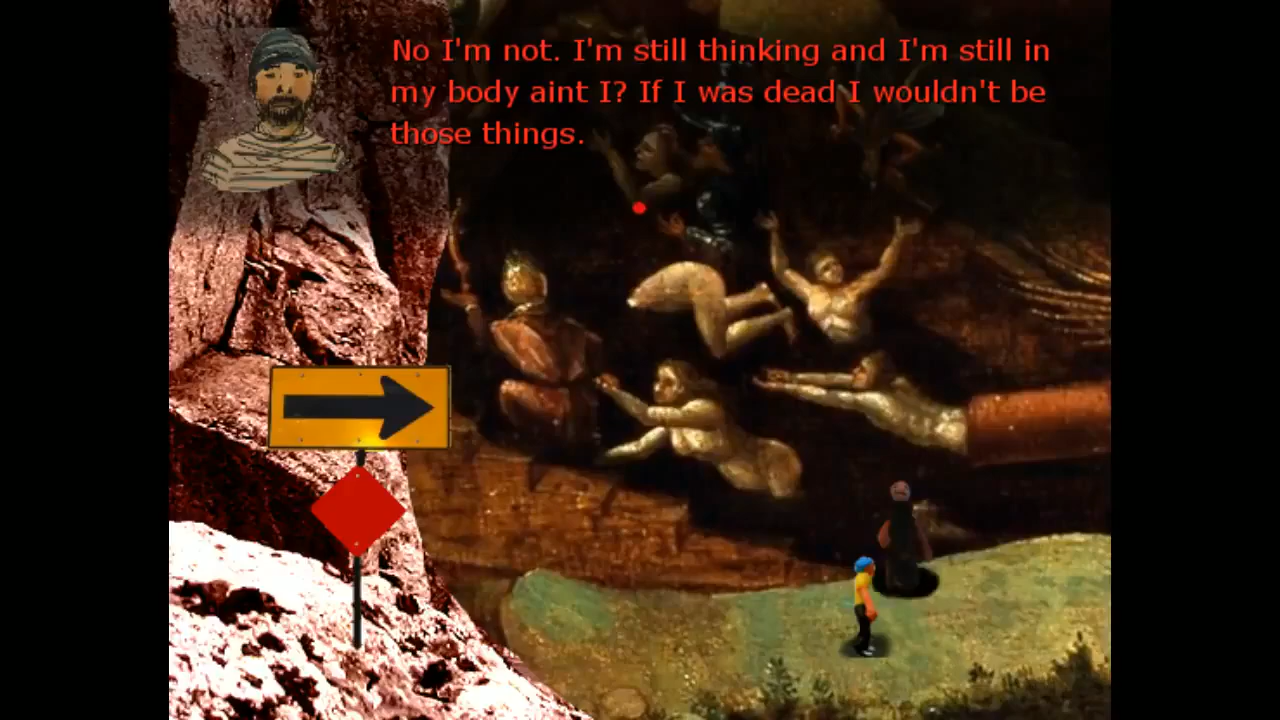 No I'm not. I'm still thinking and I'm still in
my body aint I? If I was dead I wouldn't be
those things.